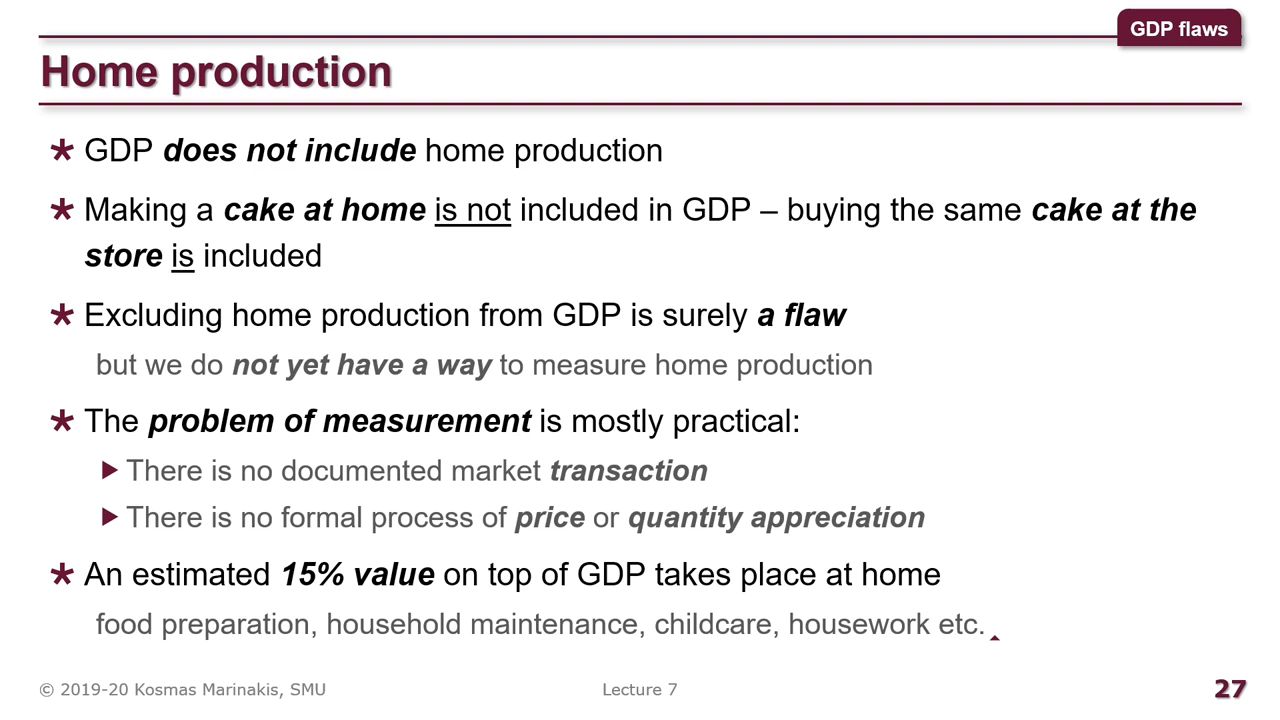 GDP flaws
Home production
* GDP does not include home production
* Making a cake at home is not included in GDP – buying the same cake at the
store is included
* Excluding home production from GDP is surely a flaw
but we do not yet have a way to measure home production
* The problem of measurement is mostly practical:
▶ There is no documented market transaction
▶ There is no formal process of price or quantity appreciation
* An estimated 15% value on top of GDP takes place at home
food preparation, household maintenance, childcare, housework etc.
© 2019-20 Kosmas Marinakis, SMU
Lecture 7
27